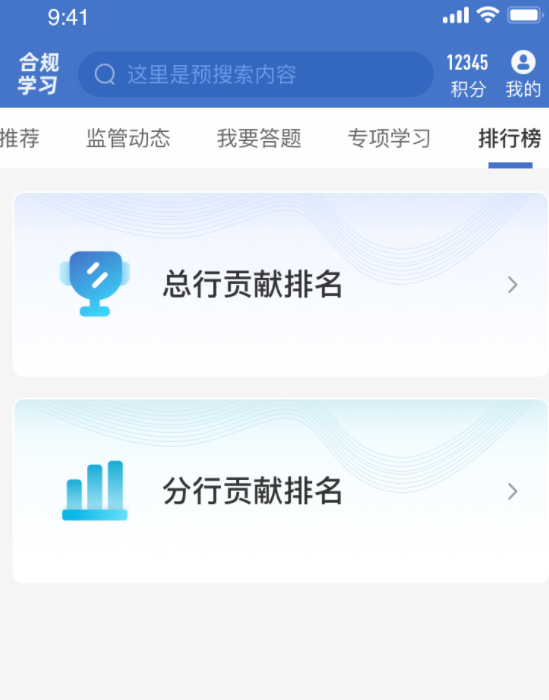 9:41
合规
学习
这里是预搜索内容
12345
积分
我的
推荐 监管动态 我要答题 专项学习 排行榜
总行贡献排名
分行贡献排名